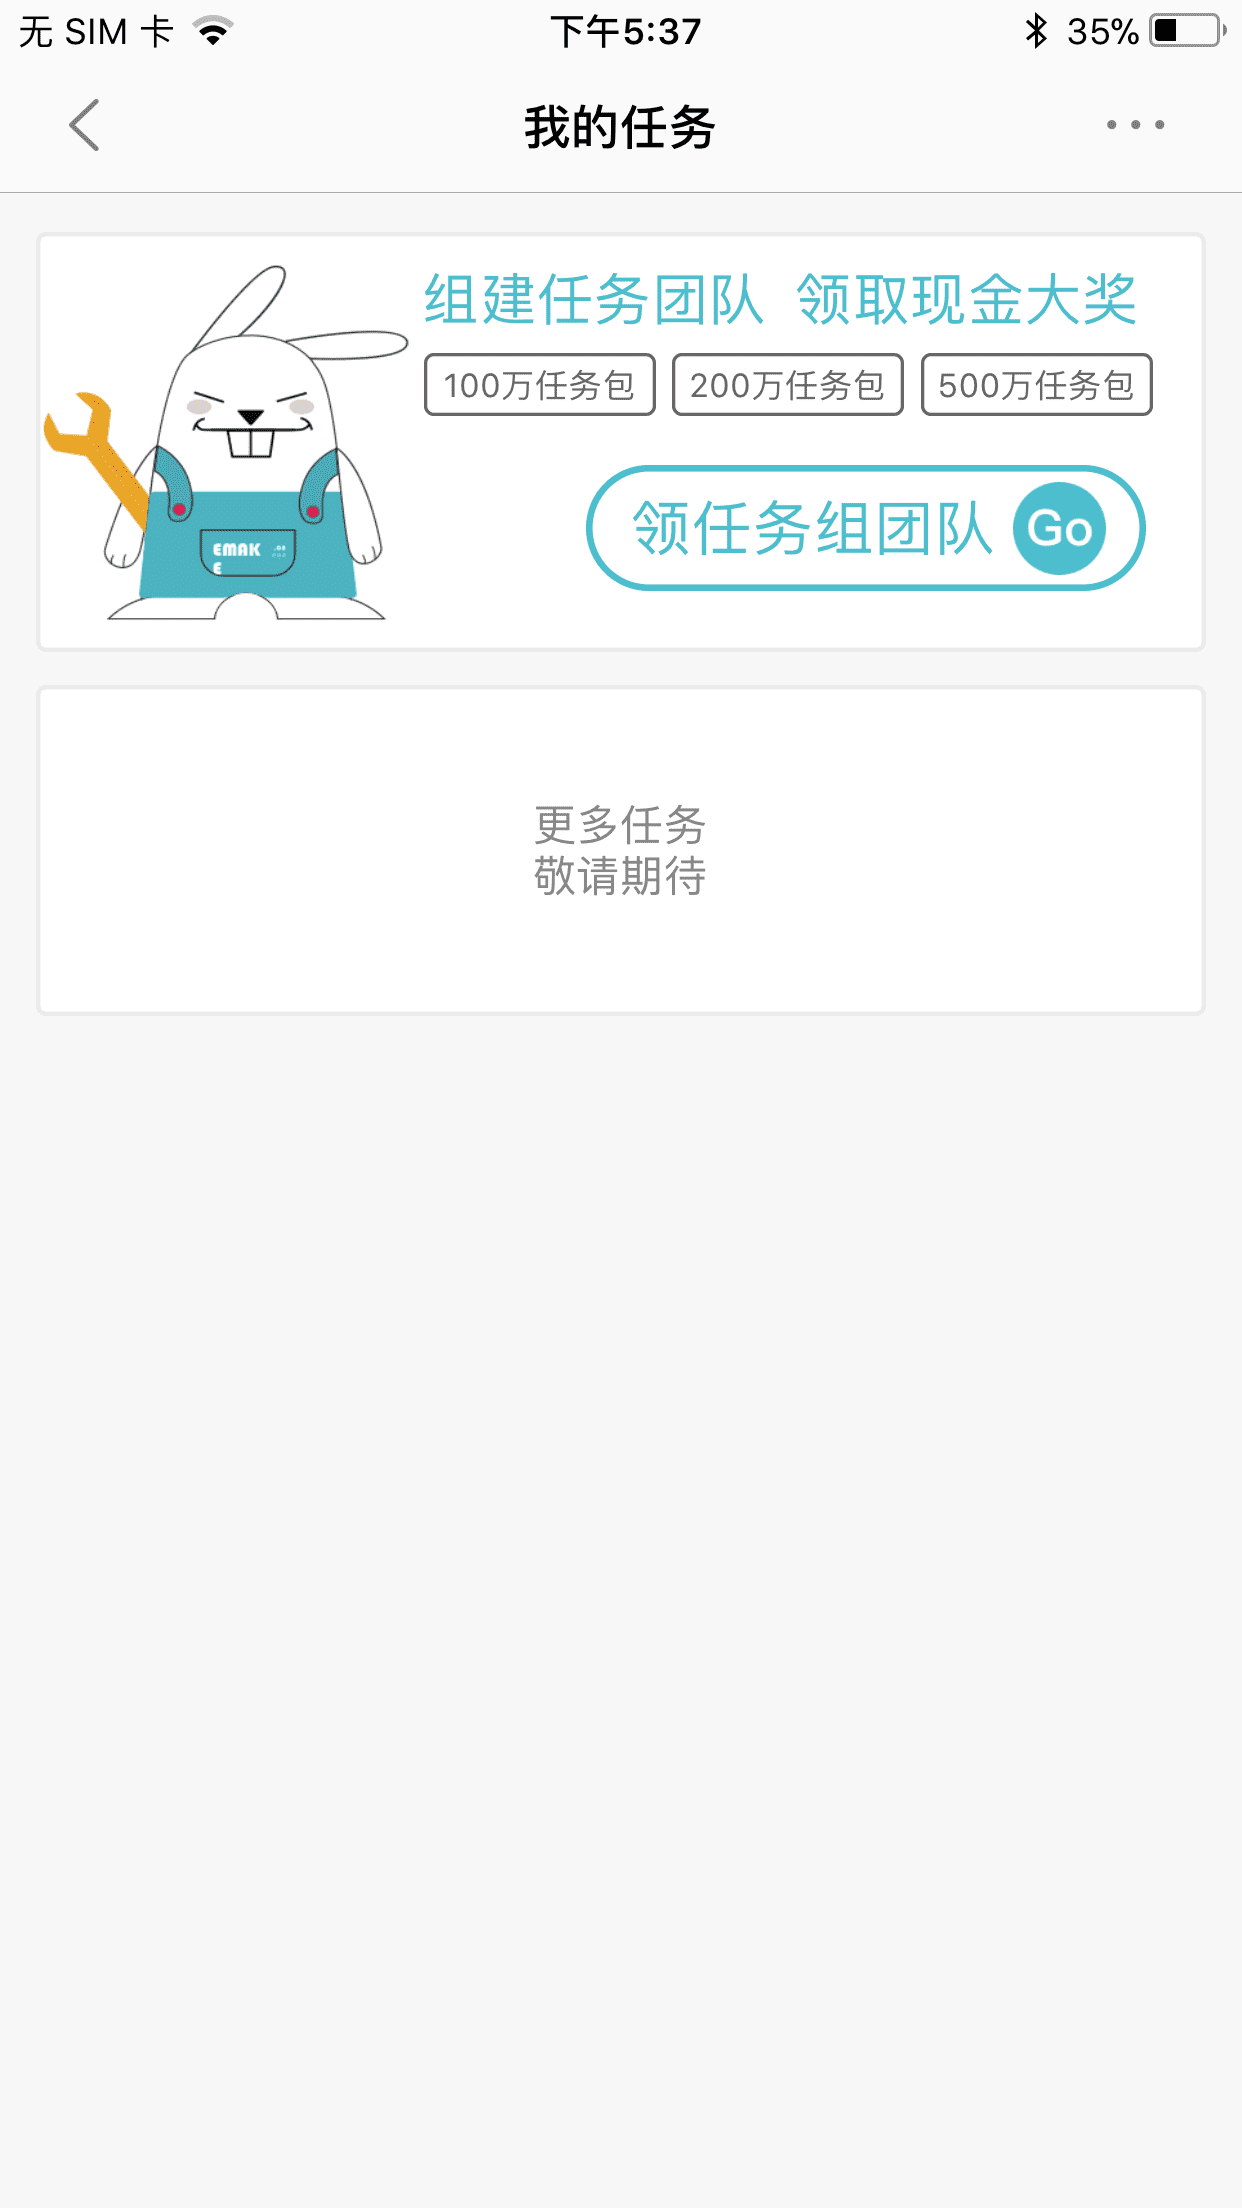 无 SIM 卡
下午5:37
35%
我的任务
组建任务团队 领取现金大奖
100万任务包
200万任务包
500万任务包
领任务组团队 Go
EMAK
E
更多任务
敬请期待